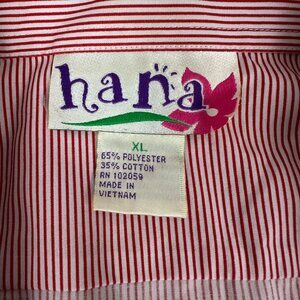 hana
XL
65% POLYESTER
35% COTTON
RN 102059
MADE IN
VIETNAM